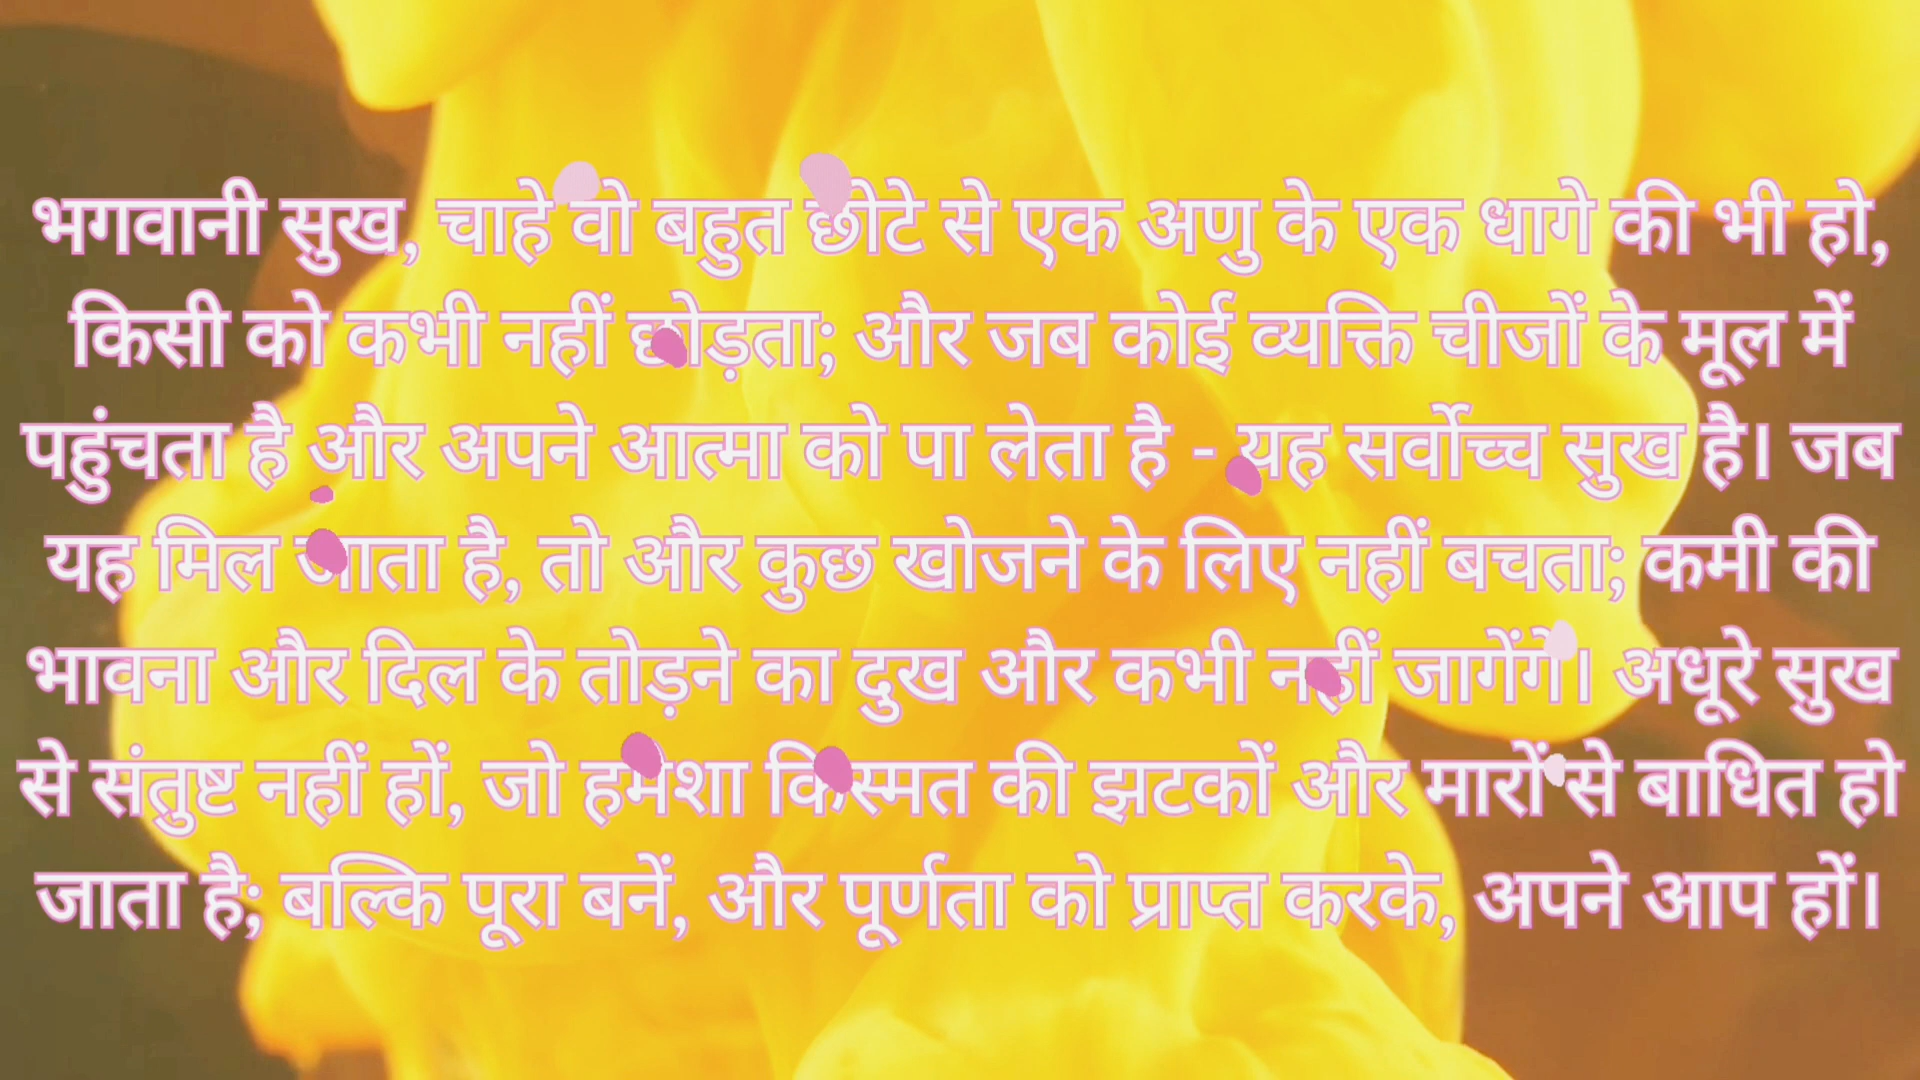 भगवानी सुख, चाहे वो बहुत छोटे से एक अणु के एक धागे की भी हो,
किसी को कभी नहीं छोड़ता; और जब कोई व्यक्ति चीजों के मूल में
पहुंचता है और अपने आत्मा को पा लेता है - यह सर्वोच्च सुख है। जब
यह मिल जाता है, तो और कुछ खोजने के लिए नहीं बचता; कमी की
भावना और दिल के तोड़ने का दुख और कभी नहीं जागेंगे। अधूरे सुख
से संतुष्ट नहीं हों, जो हमेशा किस्मत की झटकों और मारों से बाधित हो
जाता है; बल्कि पूरा बनें, और पूर्णता को प्राप्त करके, अपने आप हों।